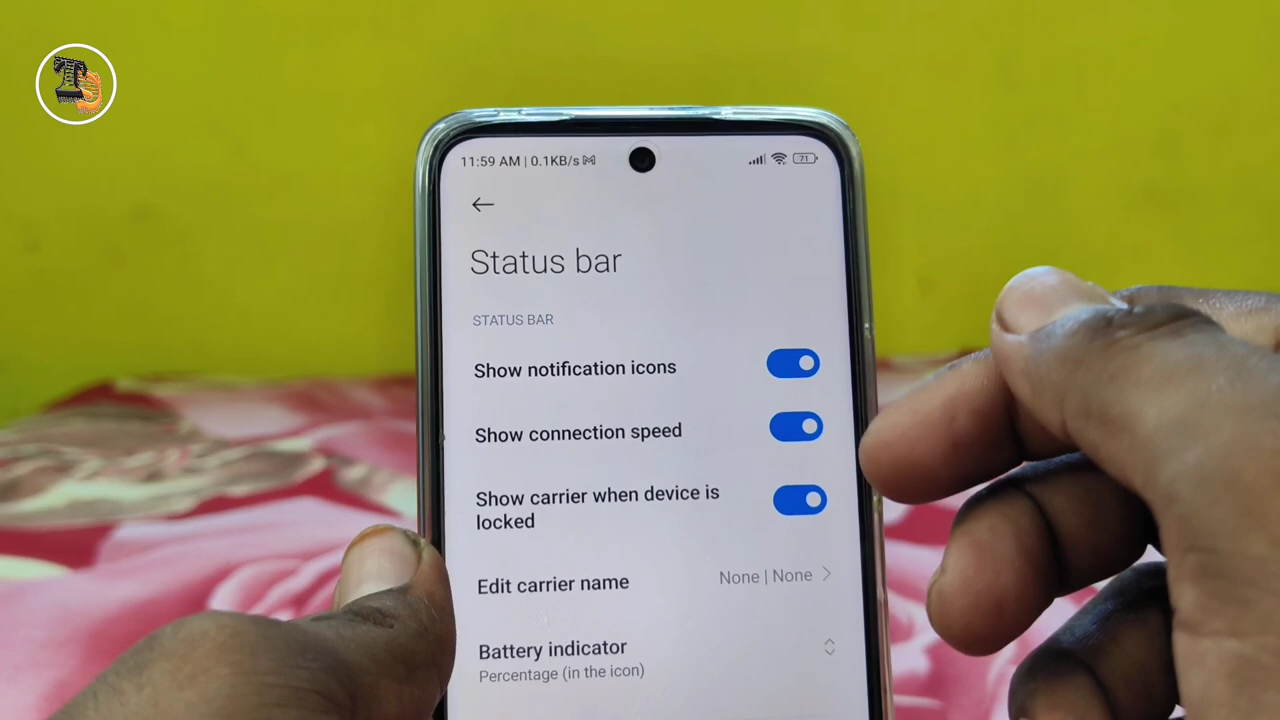 11:59 AM | 0.1KB/s
71
Status bar
STATUS BAR
Show notification icons
Show connection speed
Show carrier when device is
locked
Edit carrier name
None | None
Battery indicator
Percentage (in the icon)